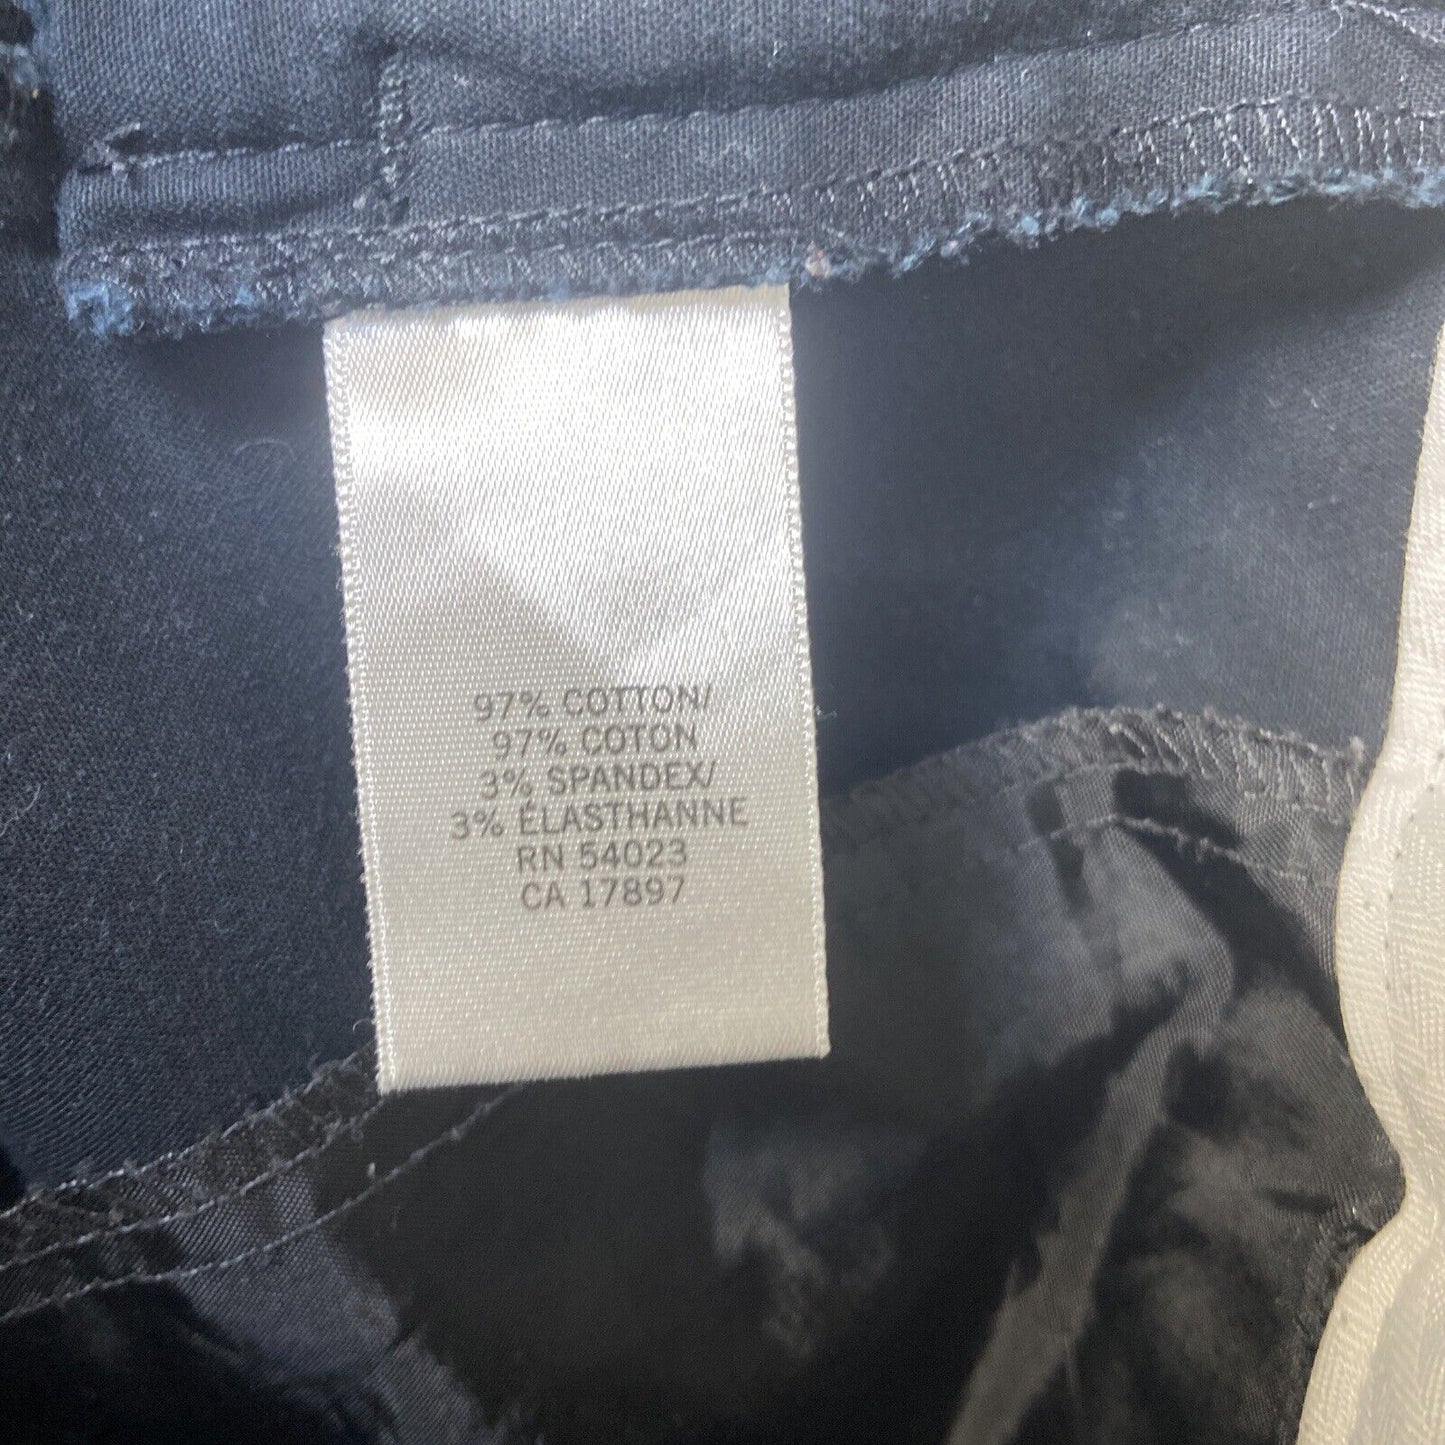 97% COTTON/
97% COTON
3% SPANDEX/
3% ÉLASTHANNE
RN 54023
CA 17897